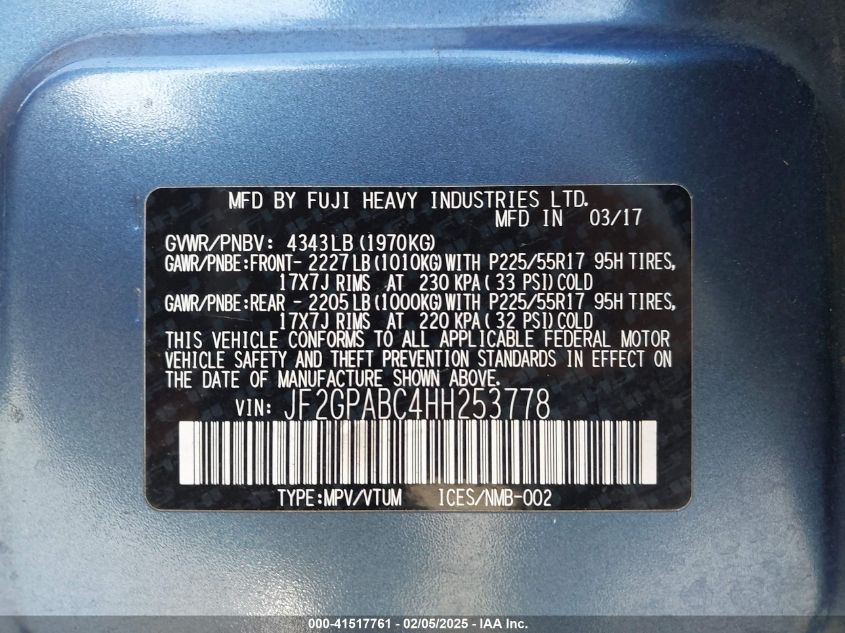 MFD BY FUJI HEAVY INDUSTRIES LTD.
MFD IN 03/17
GVWR/PNBV: 4343LB(1970KG)
GAWR/PNBE:FRONT- 2227LB(1010KG)WITH P225/55R17 95H TIRES,
17X7J RIMS AT 230KPA(33 PSI)COLD
GAWR/PNBE:REAR - 2205LB(1000KG)WITH P225/55R17 95H TIRES,
17X7J RIMS AT 220KPA(32 PSI)COLD
THIS VEHICLE CONFORMS TO ALL APPLICABLE FEDERAL MOTOR
VEHICLE SAFETY AND THEFT PREVENTION STANDARDS IN EFFECT ON
THE DATE OF MANUFACTURE SHOWN ABOVE.
VIN: JF2GPABC4HH253778
TYPE:MPV/VTUM ICES/NMB-002
000-41517761 - 02/05/2025 - IAA Inc.